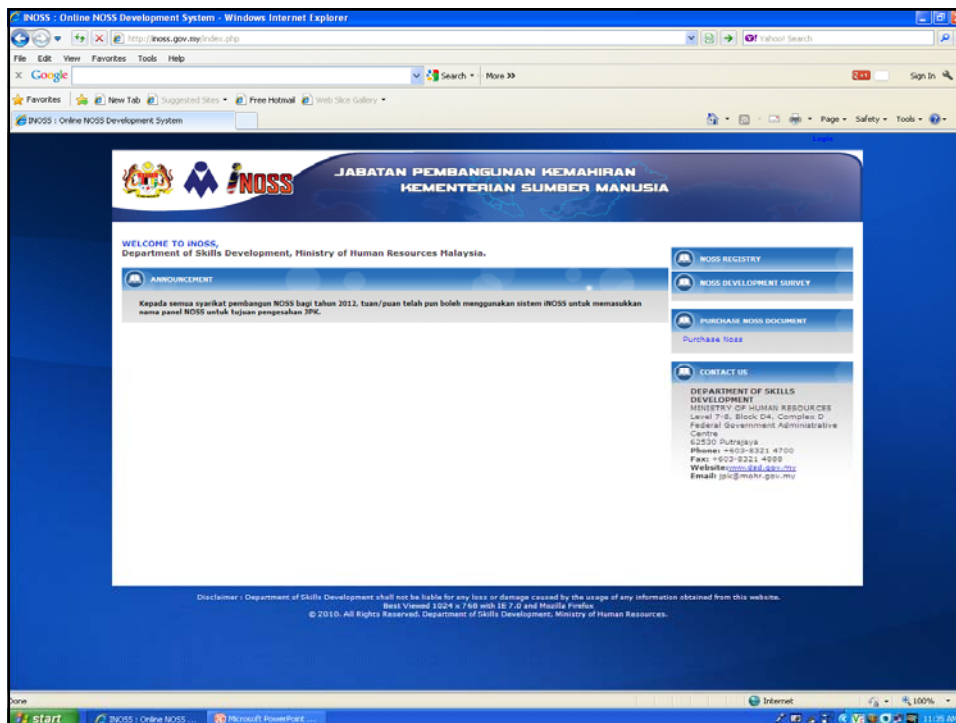 INOSS : Online NOSS Development System - Windows Internet Explorer
http://inoss.gov.my/index.php
Yahoo! Search
File Edit View Favorites Tools Help
x Google
Search
More »
Sign In
Favorites
New Tab
Suggested Sites
Free Hotmail
Web Slice Gallery
INOSS : Online NOSS Development System
Page
Safety
Tools
Login
iNOSS
JABATAN PEMBANGUNAN KEMAHIRAN
KEMENTERIAN SUMBER MANUSIA
WELCOME TO iNOSS,
Department of Skills Development, Ministry of Human Resources Malaysia.
ANNOUNCEMENT
Kepada semua syarikat pembangun NOSS bagi tahun 2012, tuan/puan telah pun boleh menggunakan sistem iNOSS untuk memasukkan
nama panel NOSS untuk tujuan pengesahan JPK.
NOSS REGISTRY
NOSS DEVELOPMENT SURVEY
PURCHASE NOSS DOCUMENT
Purchase Noss
CONTACT US
DEPARTMENT OF SKILLS
DEVELOPMENT
MINISTRY OF HUMAN RESOURCES
Level 7-8, Block D4, Complex D
Federal Government Administrative
Centre
62530 Putrajaya
Phone: +603-8321 4700
Fax: +603-8321 4888
Website:www.dsd.gov.my
Email: jpk@mohr.gov.my
Disclaimer : Department of Skills Development shall not be liable for any loss or damage caused by the usage of any information obtained from this website.
Best Viewed 1024 x 768 with IE 7.0 and Mozilla Firefox
© 2010. All Rights Reserved. Department of Skills Development, Ministry of Human Resources.
Done
Internet
100%
start
INOSS : Online NOSS ...
Microsoft PowerPoint ...
11:35 AM